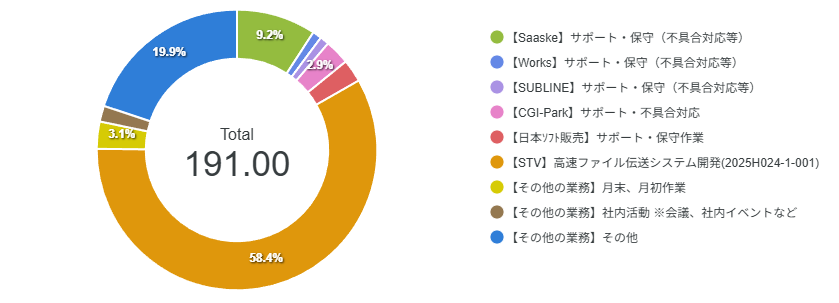 9.2%
2.9%
19.9%
3.1%
58.4%
Total
191.00
【Saaske】サポート・保守（不具合対応等）
【Works】サポート・保守（不具合対応等）
【SUBLINE】サポート・保守（不具合対応等）
【CGI-Park】サポート・不具合対応
【日本ｿﾌﾄ販売】サポート・保守作業
【STV】高速ファイル伝送システム開発(2025H024-1-001)
【その他の業務】月末、月初作業
【その他の業務】社内活動 ※会議、社内イベントなど
【その他の業務】その他